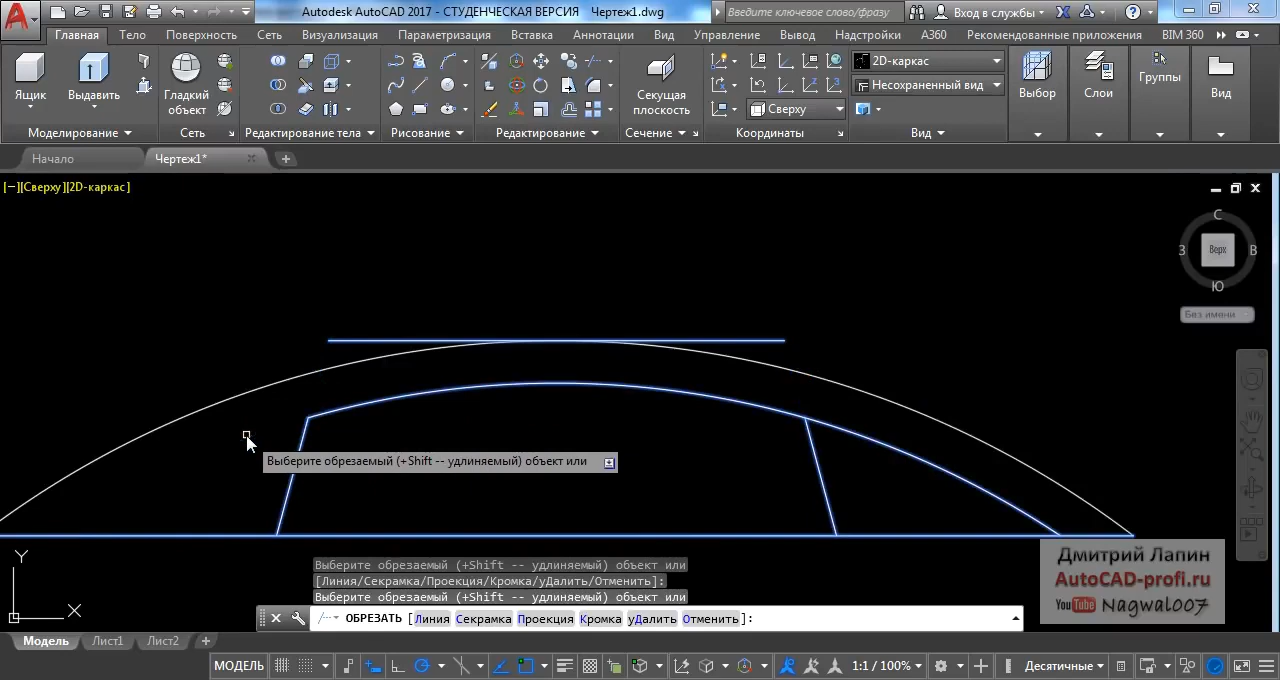 Autodesk AutoCAD 2017 - СТУДЕНЧЕСКАЯ ВЕРСИЯ Чертеж1.dwg
Введите ключевое слово/фразу
Вход в службы
Главная Тело Поверхность Сеть Визуализация Параметризация Вставка Аннотации Вид Управление Вывод Надстройки A360 Рекомендованные приложения BIM 360
Ящик Выдавить
Гладкий объект
Секущая плоскость
Сверху
2D-каркас
Несохраненный вид
Выбор Слои Группы Вид
Моделирование Сеть Редактирование тела Рисование Редактирование Сечение Координаты Вид
Начало Чертеж1*
[−][Сверху][2D-каркас]
С
З Верх В
Ю
Без имени
Выберите обрезаемый (+Shift -- удлиняемый) объект или
Y
X
Выберите обрезаемый (+Shift -- удлиняемый) объект или
[Линия/Секрамка/Проекция/Кромка/уДалить/Отменить]:
Выберите обрезаемый (+Shift -- удлиняемый) объект или
ОБРЕЗАТЬ [Линия Секрамка Проекция Кромка уДалить Отменить]:
Дмитрий Лапин
AutoCAD-profi.ru
YouTube Nagwal007
Модель Лист1 Лист2
МОДЕЛЬ 1:1 / 100% Десятичные